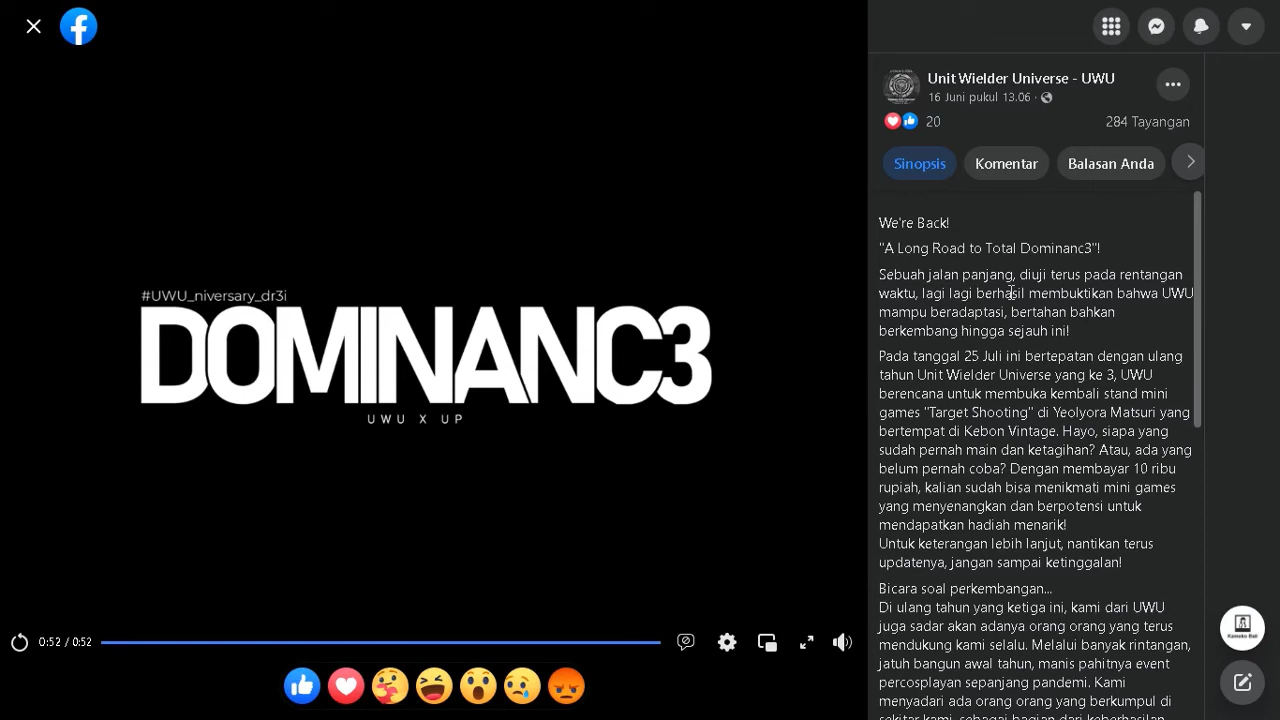 Unit Wielder Universe - UWU
16 Juni pukul 13.06 ·
20
284 Tayangan
Sinopsis
Komentar
Balasan Anda
We're Back!
"A Long Road to Total Dominanc3"!
Sebuah jalan panjang, diuji terus pada rentangan
waktu, lagi lagi berhasil membuktikan bahwa UWU
mampu beradaptasi, bertahan bahkan
berkembang hingga sejauh ini!
Pada tanggal 25 Juli ini bertepatan dengan ulang
tahun Unit Wielder Universe yang ke 3, UWU
berencana untuk membuka kembali stand mini
games "Target Shooting" di Yeolyora Matsuri yang
bertempat di Kebon Vintage. Hayo, siapa yang
sudah pernah main dan ketagihan? Atau, ada yang
belum pernah coba? Dengan membayar 10 ribu
rupiah, kalian sudah bisa menikmati mini games
yang menyenangkan dan berpotensi untuk
mendapatkan hadiah menarik!
Untuk keterangan lebih lanjut, nantikan terus
updatenya, jangan sampai ketinggalan!
Bicara soal perkembangan...
Di ulang tahun yang ketiga ini, kami dari UWU
juga sadar akan adanya orang orang yang terus
mendukung kami selalu. Melalui banyak rintangan,
jatuh bangun awal tahun, manis pahitnya event
percosplayan sepanjang pandemi. Kami
menyadari ada orang orang yang berkumpul di
sekitar kami, sebagai bagian dari keberhasilan
#UWU_niversary_dr3i
DOMINANC3
UWU X UP
0:52 / 0:52
Kameko Bali